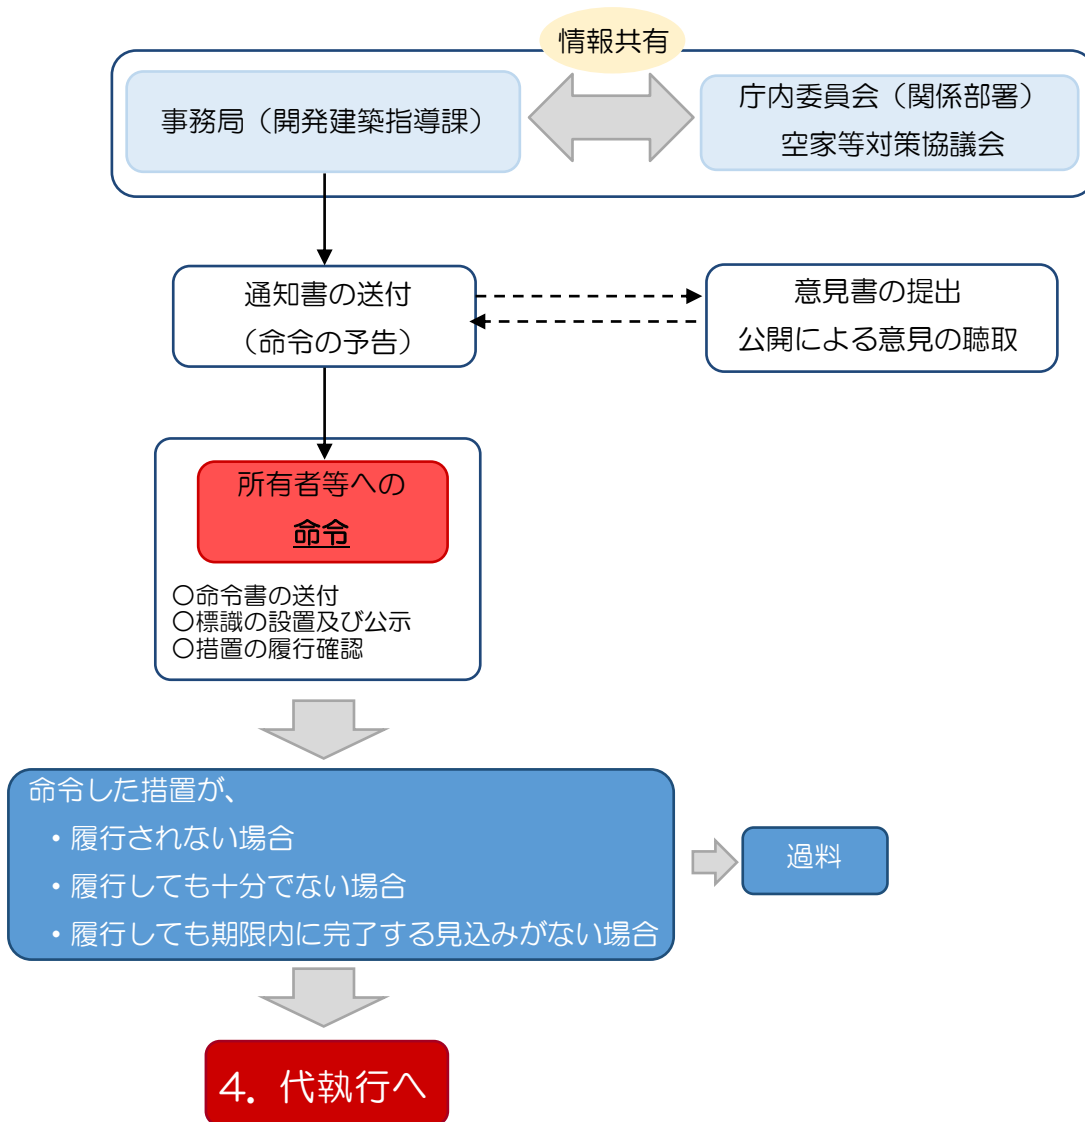 情報共有
事務局（開発建築指導課）
庁内委員会（関係部署）
空家等対策協議会
通知書の送付
（命令の予告）
意見書の提出
公開による意見の聴取
所有者等への
命令
〇命令書の送付
〇標識の設置及び公示
〇措置の履行確認
命令した措置が、
・履行されない場合
・履行しても十分でない場合
・履行しても期限内に完了する見込みがない場合
過料
4．代執行へ